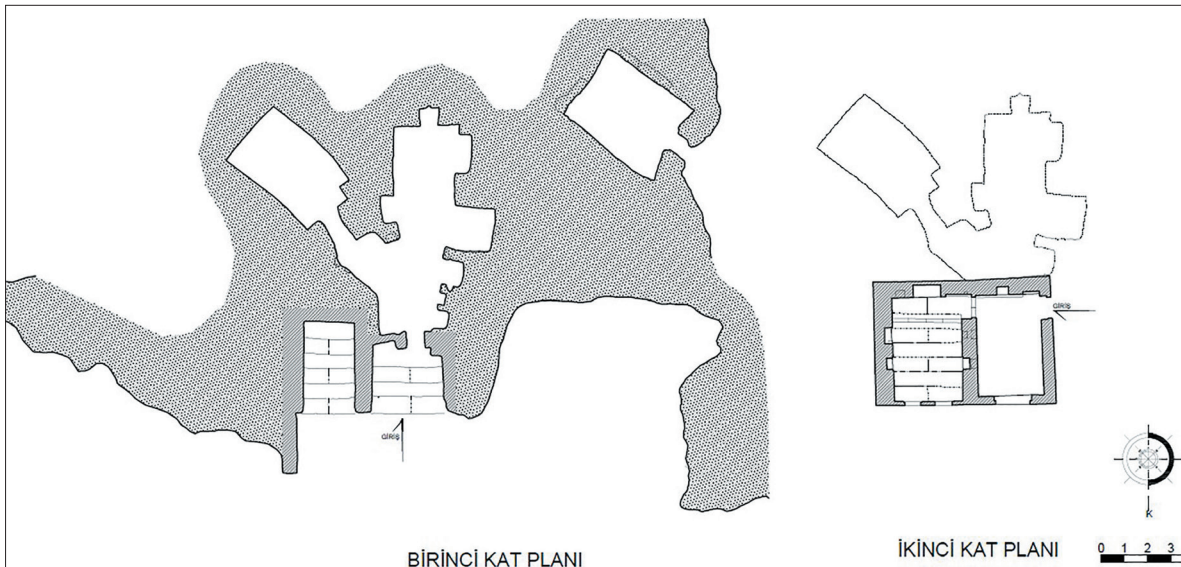 GİRİŞ
BİRİNCİ KAT PLANI
GİRİŞ
İKİNCİ KAT PLANI
K
0 1 2 3